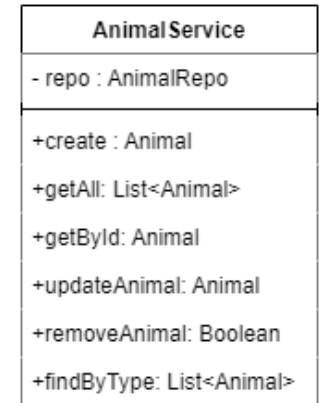 AnimalService
- repo : AnimalRepo
+create : Animal
+getAll: List<Animal>
+getById: Animal
+updateAnimal: Animal
+removeAnimal: Boolean
+findByType: List<Animal>